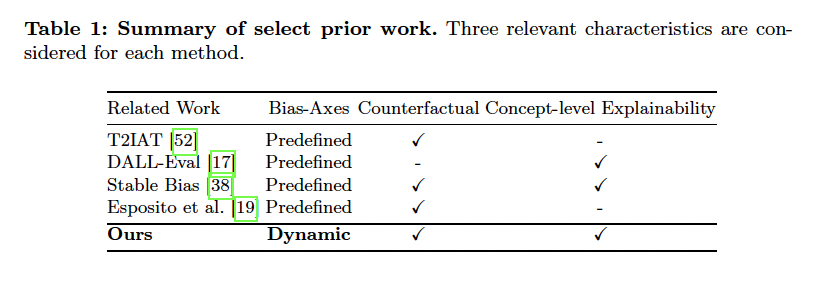 Table 1: Summary of select prior work. Three relevant characteristics are con-
sidered for each method.
Related Work Bias-Axes Counterfactual Concept-level Explainability
T2IAT [52] Predefined ✓ -
DALL-Eval [17] Predefined - ✓
Stable Bias [38] Predefined ✓ ✓
Esposito et al. [19] Predefined ✓ -
Ours Dynamic ✓ ✓